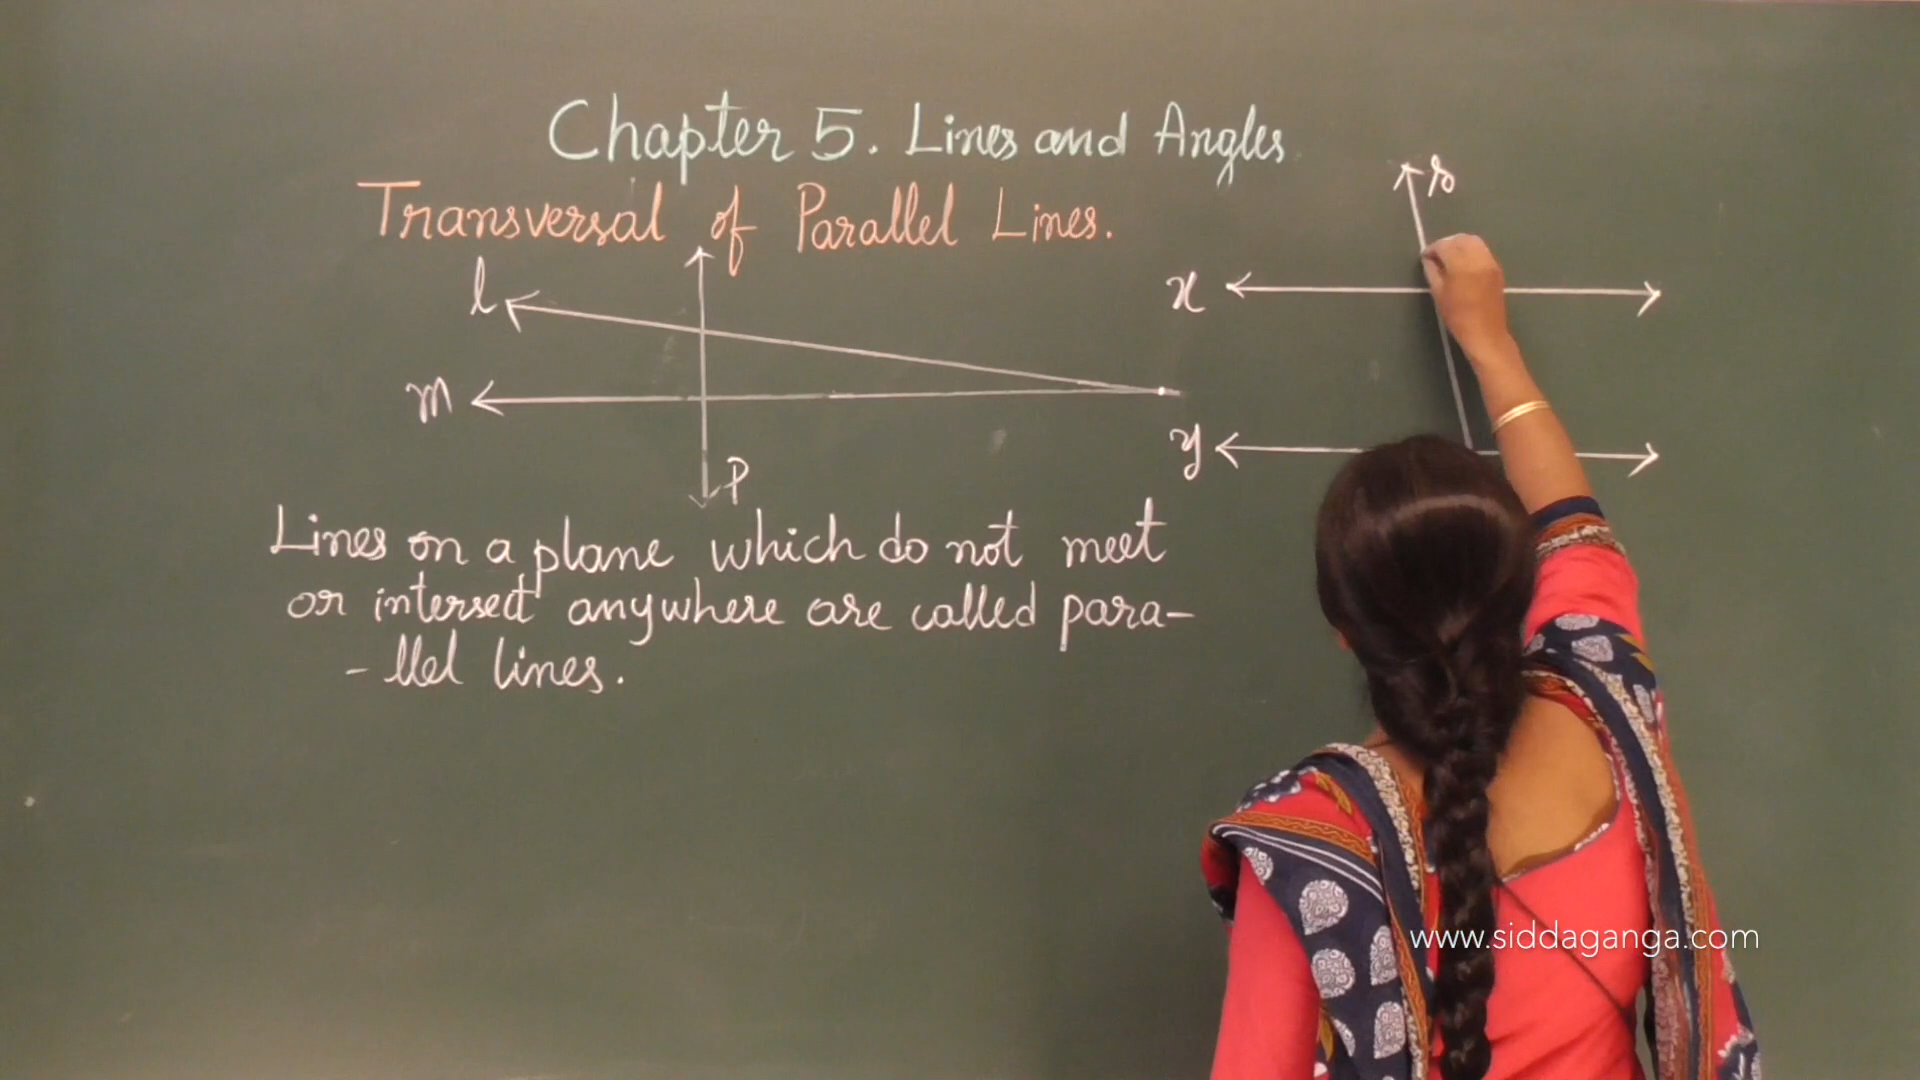 Chapter 5. Lines and Angles
Transversal of Parallel Lines.
l
m
P
x
y
Lines on a plane which do not meet
or intersect anywhere are called para-
- llel lines.
www.siddaganga.com